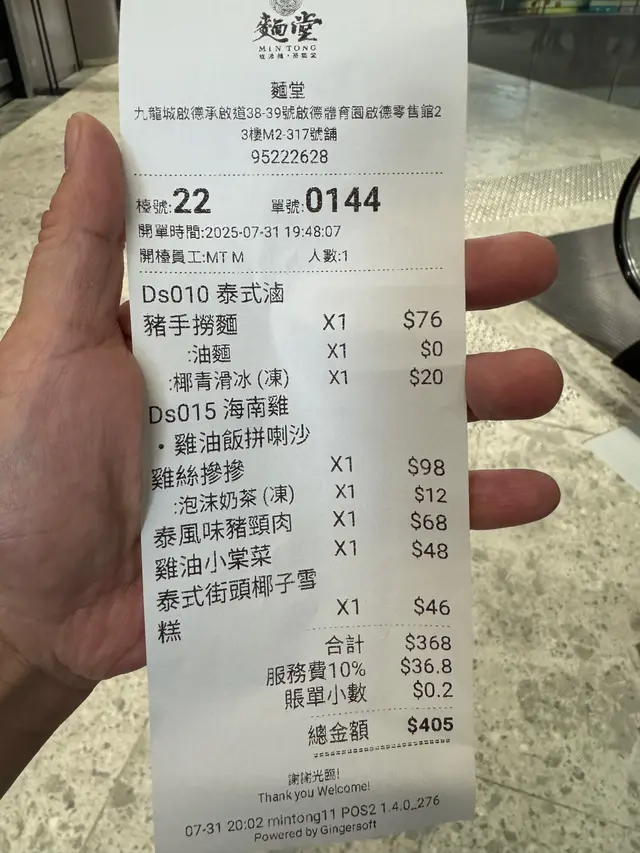 麵堂
MIN TONG
麵堂
九龍城啟德承啟道38-39號啟德體育園啟德零售館2
3樓M2-317號舖
95222628
檯號:22 單號:0144
開單時間:2025-07-31 19:48:07
開檯員工:MT M 人數:1
Ds010 泰式滷
豬手撈麵 X1 $76
:油麵 X1 $0
:椰青滑冰 (凍) X1 $20
Ds015 海南雞
・雞油飯拼喇沙
雞絲摻摻 X1 $98
:泡沫奶茶 (凍) X1 $12
泰風味豬頸肉 X1 $68
雞油小棠菜 X1 $48
泰式街頭椰子雪
糕 X1 $46
合計 $368
服務費10% $36.8
賬單小數 $0.2
總金額 $405
謝謝光臨!
Thank you Welcome!
07-31 20:02 mintong11 POS2 1.4.0_276
Powered by Gingersoft